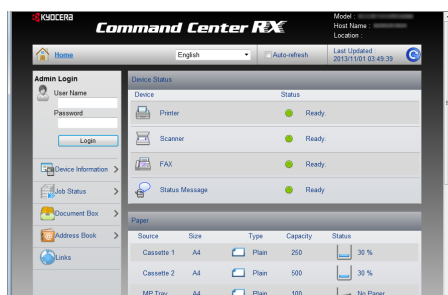 KYOCERA
Command Center RX
Model :
Host Name :
Location :
Home
English
Auto-refresh
Last Updated :
2013/11/01 03:49:39
Admin Login
User Name
Password
Login
Device Information
Job Status
Document Box
Address Book
Links
Device Status
Device Status
Printer Ready.
Scanner Ready.
FAX Ready.
Status Message Ready
Paper
Source Size Type Capacity Status
Cassette 1 A4 Plain 250 30 %
Cassette 2 A4 Plain 500 30 %
MP Tray A4 Plain 100 No Paper